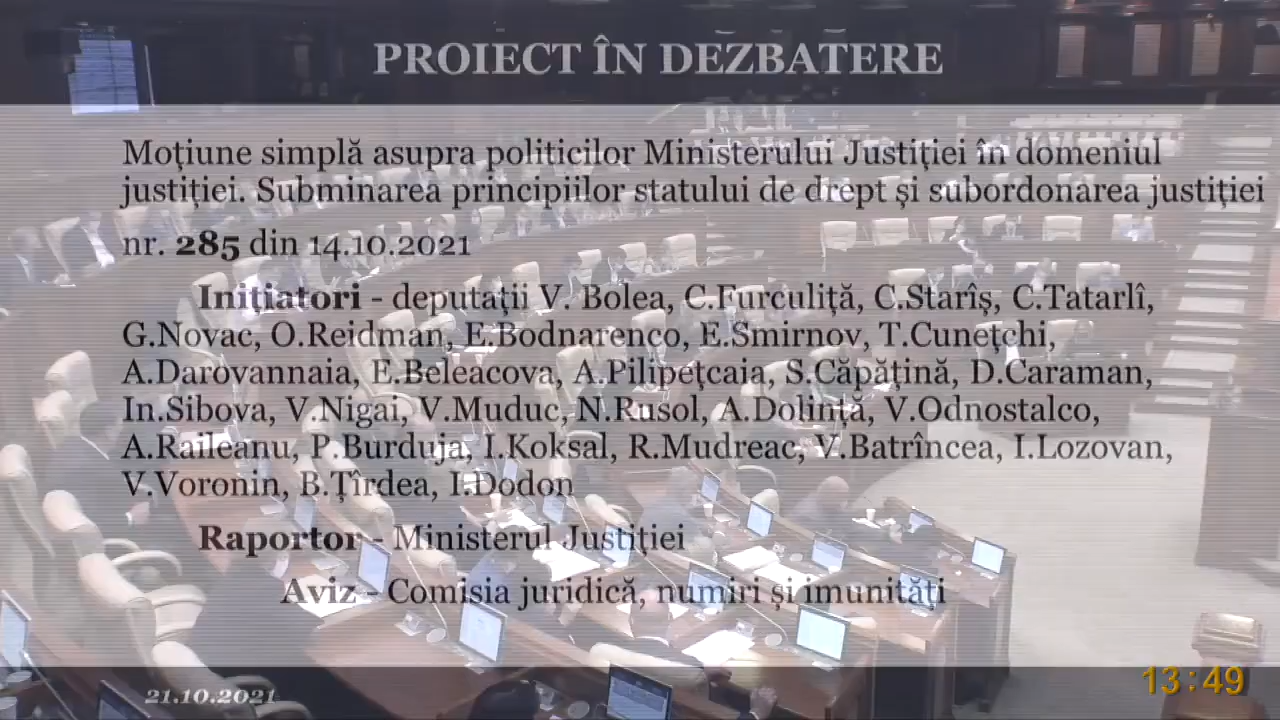 PROIECT ÎN DEZBATERE
Moţiune simplă asupra politicilor Ministerului Justiţiei în domeniul
justiţiei. Subminarea principiilor statului de drept şi subordonarea justiţiei
nr. 285 din 14.10.2021
Iniţiatori - deputaţii V. Bolea, C.Furculiţă, C.Starîş, C.Tatarlî,
G.Novac, O.Reidman, E.Bodnarenco, E.Smirnov, T.Cuneţchi,
A.Darovannaia, E.Beleacova, A.Pilipeţcaia, S.Căpăţină, D.Caraman,
In.Sibova, V.Nigai, V.Muduc, N.Rusol, A.Dolinţă, V.Odnostalco,
A.Raileanu, P.Burduja, I.Koksal, R.Mudreac, V.Batrîncea, I.Lozovan,
V.Voronin, B.Ţîrdea, I.Dodon
Raportor - Ministerul Justiţiei
Aviz - Comisia juridică, numiri şi imunităţi
21.10.2021
13:49